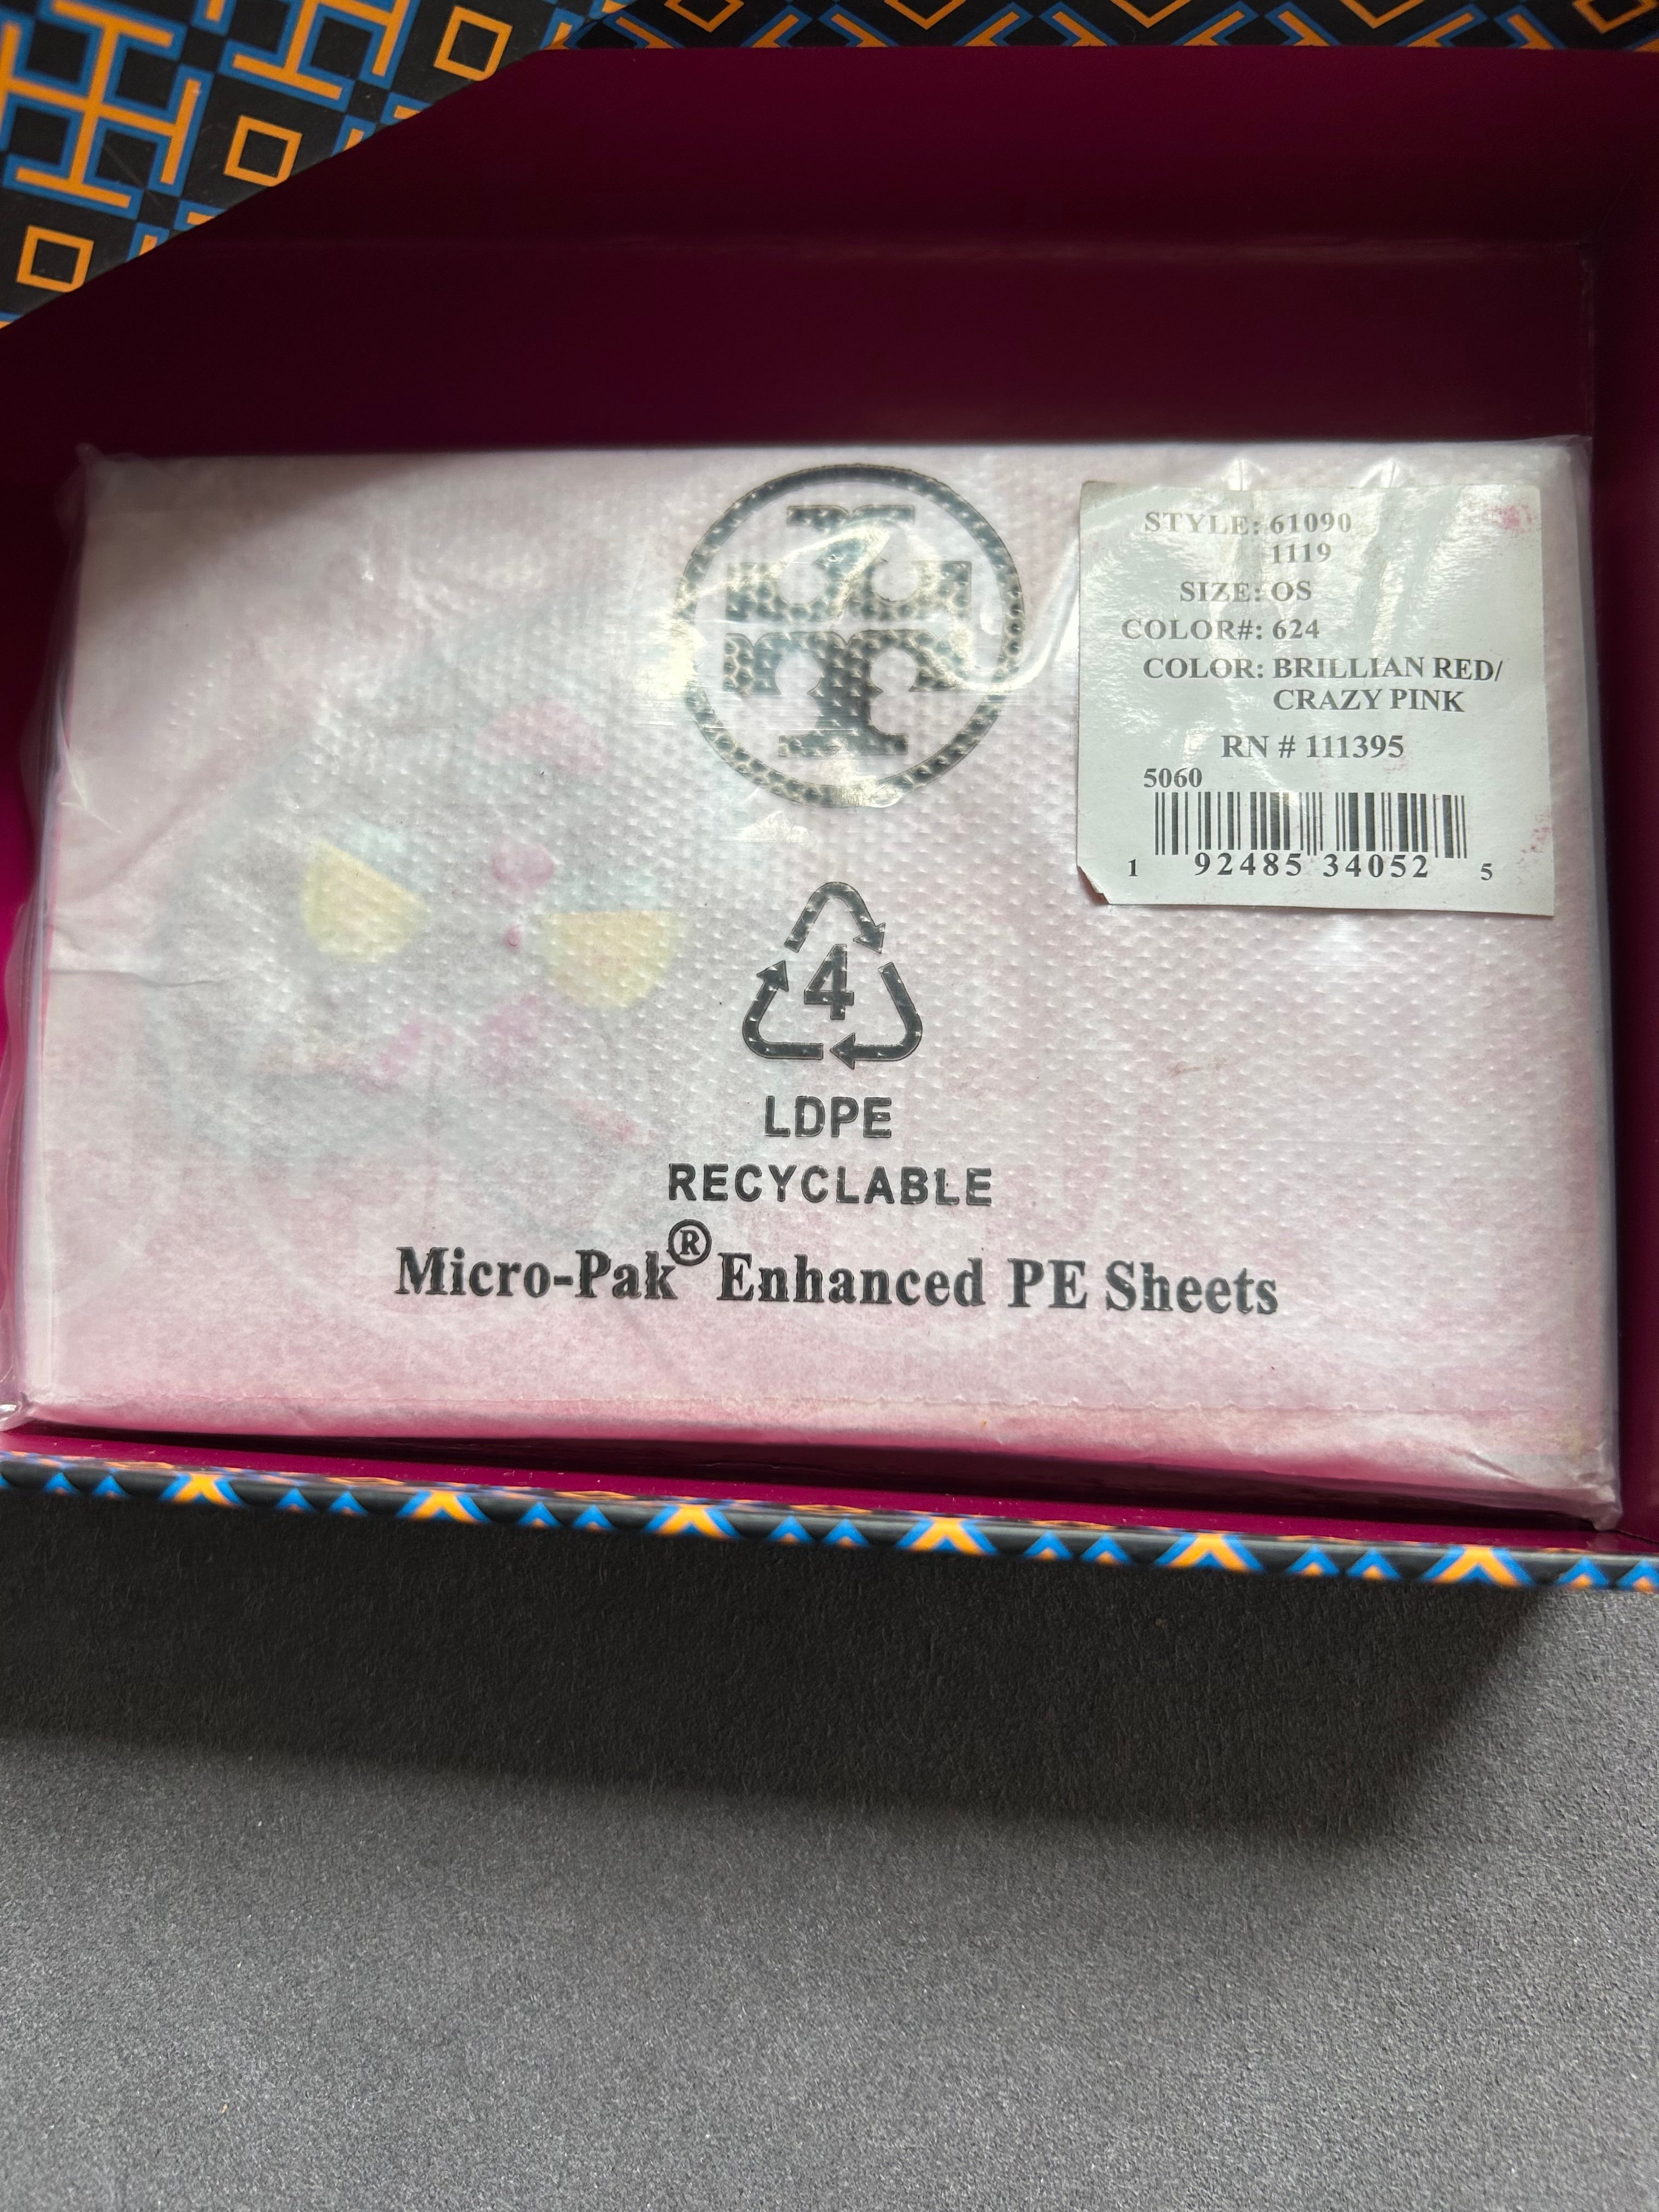 STYLE: 61090
1119
SIZE: OS
COLOR#: 624
COLOR: BRILLIAN RED/
CRAZY PINK
RN # 111395
5060
1 92485 34052 5
4
LDPE
RECYCLABLE
Micro-Pak® Enhanced PE Sheets